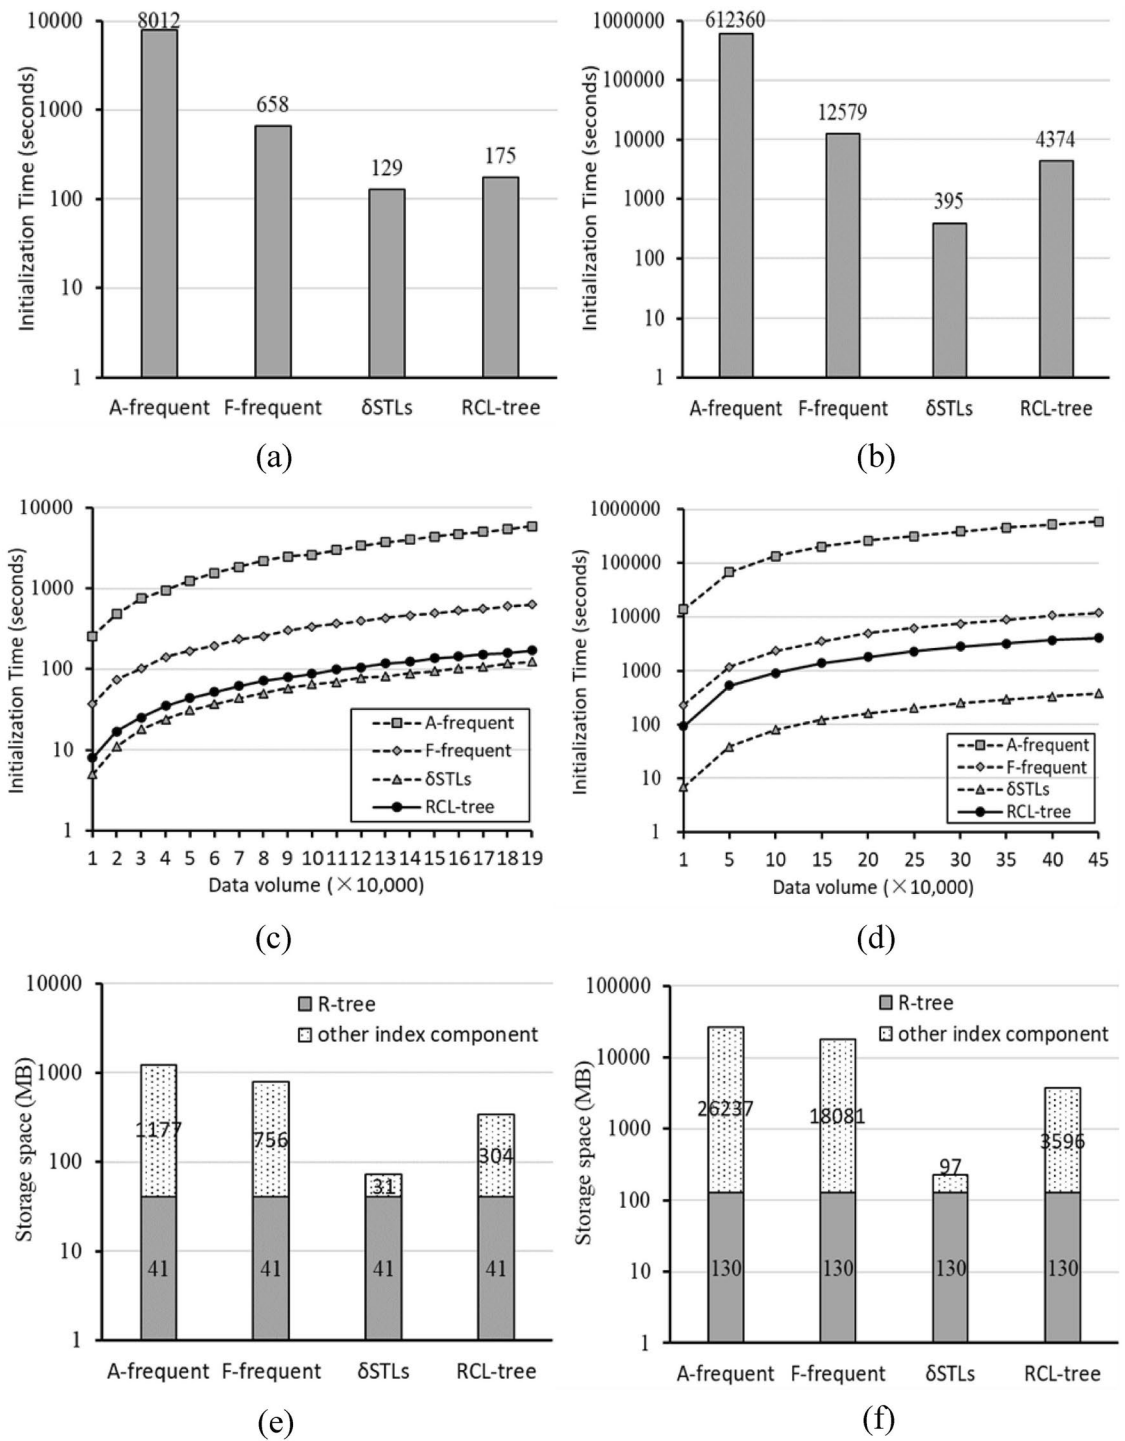 10000
1000
100
10
1
Initialization Time (seconds)
8012
658
129
175
A-frequent F-frequent δSTLs RCL-tree
(a)
1000000
100000
10000
1000
100
10
1
Initialization Time (seconds)
612360
12579
395
4374
A-frequent F-frequent δSTLs RCL-tree
(b)
10000
1000
100
10
1
Initialization Time (seconds)
A-frequent
F-frequent
δSTLs
RCL-tree
1 2 3 4 5 6 7 8 9 10 11 12 13 14 15 16 17 18 19
Data volume (×10,000)
(c)
1000000
100000
10000
1000
100
10
1
Initialization Time (seconds)
A-frequent
F-frequent
δSTLs
RCL-tree
1 5 10 15 20 25 30 35 40 45
Data volume (×10,000)
(d)
10000
1000
100
10
1
Storage space (MB)
R-tree
other index component
1177
756
31
304
41 41 41 41
A-frequent F-frequent δSTLs RCL-tree
(e)
100000
10000
1000
100
10
1
Storage space (MB)
R-tree
other index component
26237
18081
97
3596
130 130 130 130
A-frequent F-frequent δSTLs RCL-tree
(f)